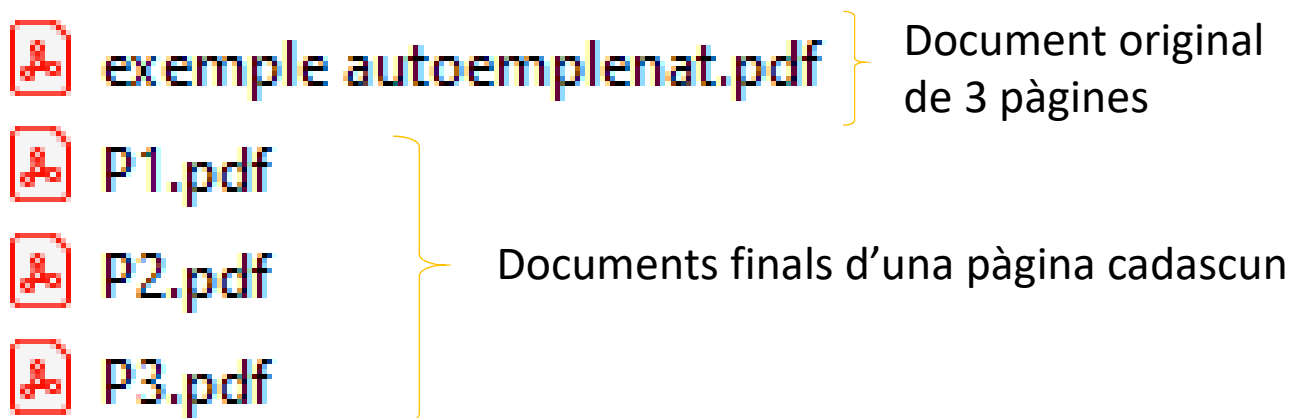 exemple autoemplenat.pdf
Document original
de 3 pàgines
P1.pdf
P2.pdf
Documents finals d’una pàgina cadascun
P3.pdf